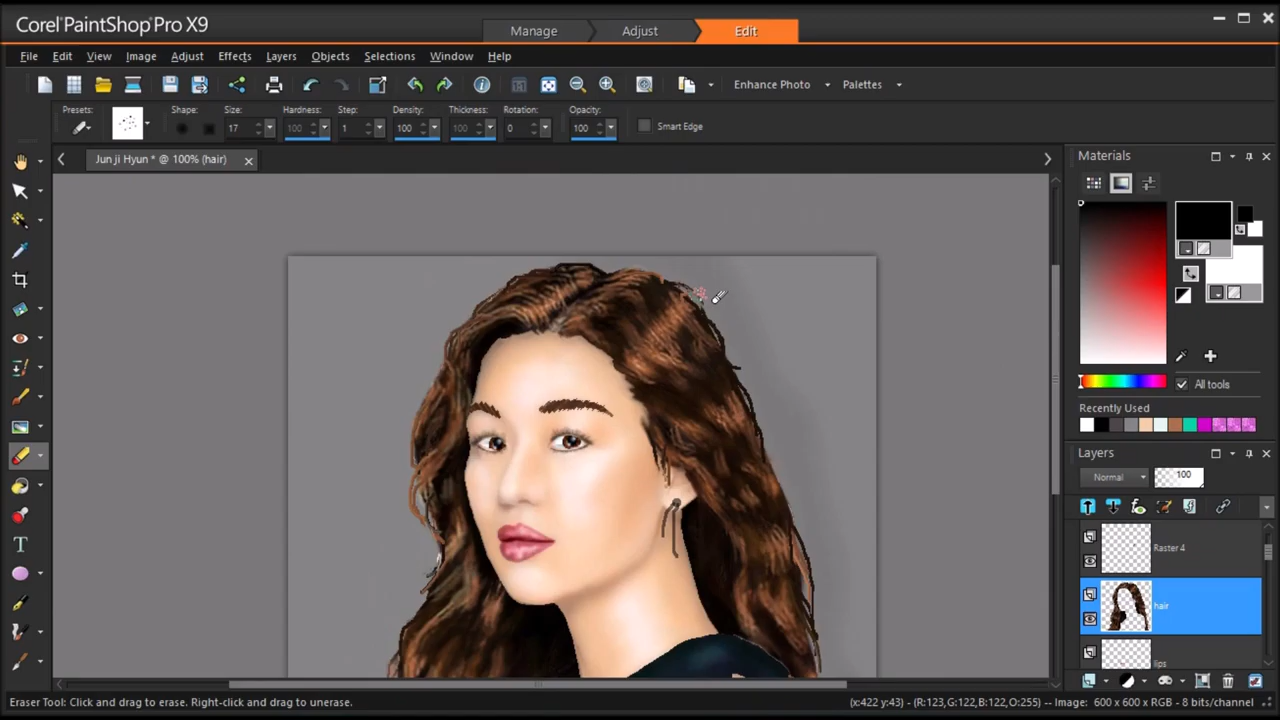 Corel PaintShop Pro X9
Manage Adjust Edit
File Edit View Image Adjust Effects Layers Objects Selections Window Help
Enhance Photo Palettes
Presets: Shape: Size: Hardness: Step: Density: Thickness: Rotation: Opacity:
17 100 1 100 100 0 100 Smart Edge
Jun ji Hyun * @ 100% (hair)
Materials
All tools
Recently Used
Layers
Normal 100
Raster 4
hair
lips
Eraser Tool: Click and drag to erase. Right-click and drag to unerase.
(x:422 y:43) - (R:123,G:122,B:122,O:255) -- Image: 600 x 600 x RGB - 8 bits/channel